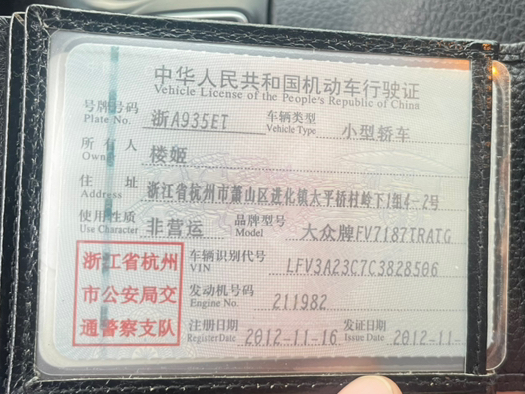 中华人民共和国机动车行驶证
Vehicle License of the People's Republic of China
号牌号码 浙A935ET 车辆类型 小型轿车
Plate No. Vehicle Type
所有人 楼姬
Owner
住址 浙江省杭州市萧山区进化镇大平桥村岭下1组4-2号
Address
使用性质 非营运 品牌型号 大众牌FV7187TRATG
Use Character Model
浙江省杭州
市公安局交
通警察支队
车辆识别代号 LFV3A23C7C3828506
VIN
发动机号码 211982
Engine No.
注册日期 2012-11-16 发证日期 2012-11-
Register Date Issue Date